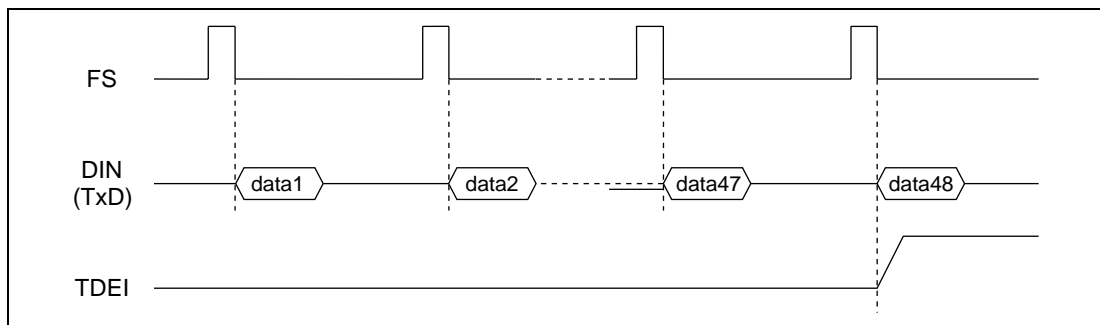 FS
DIN
(TxD)
data1
data2
data47
data48
TDEI